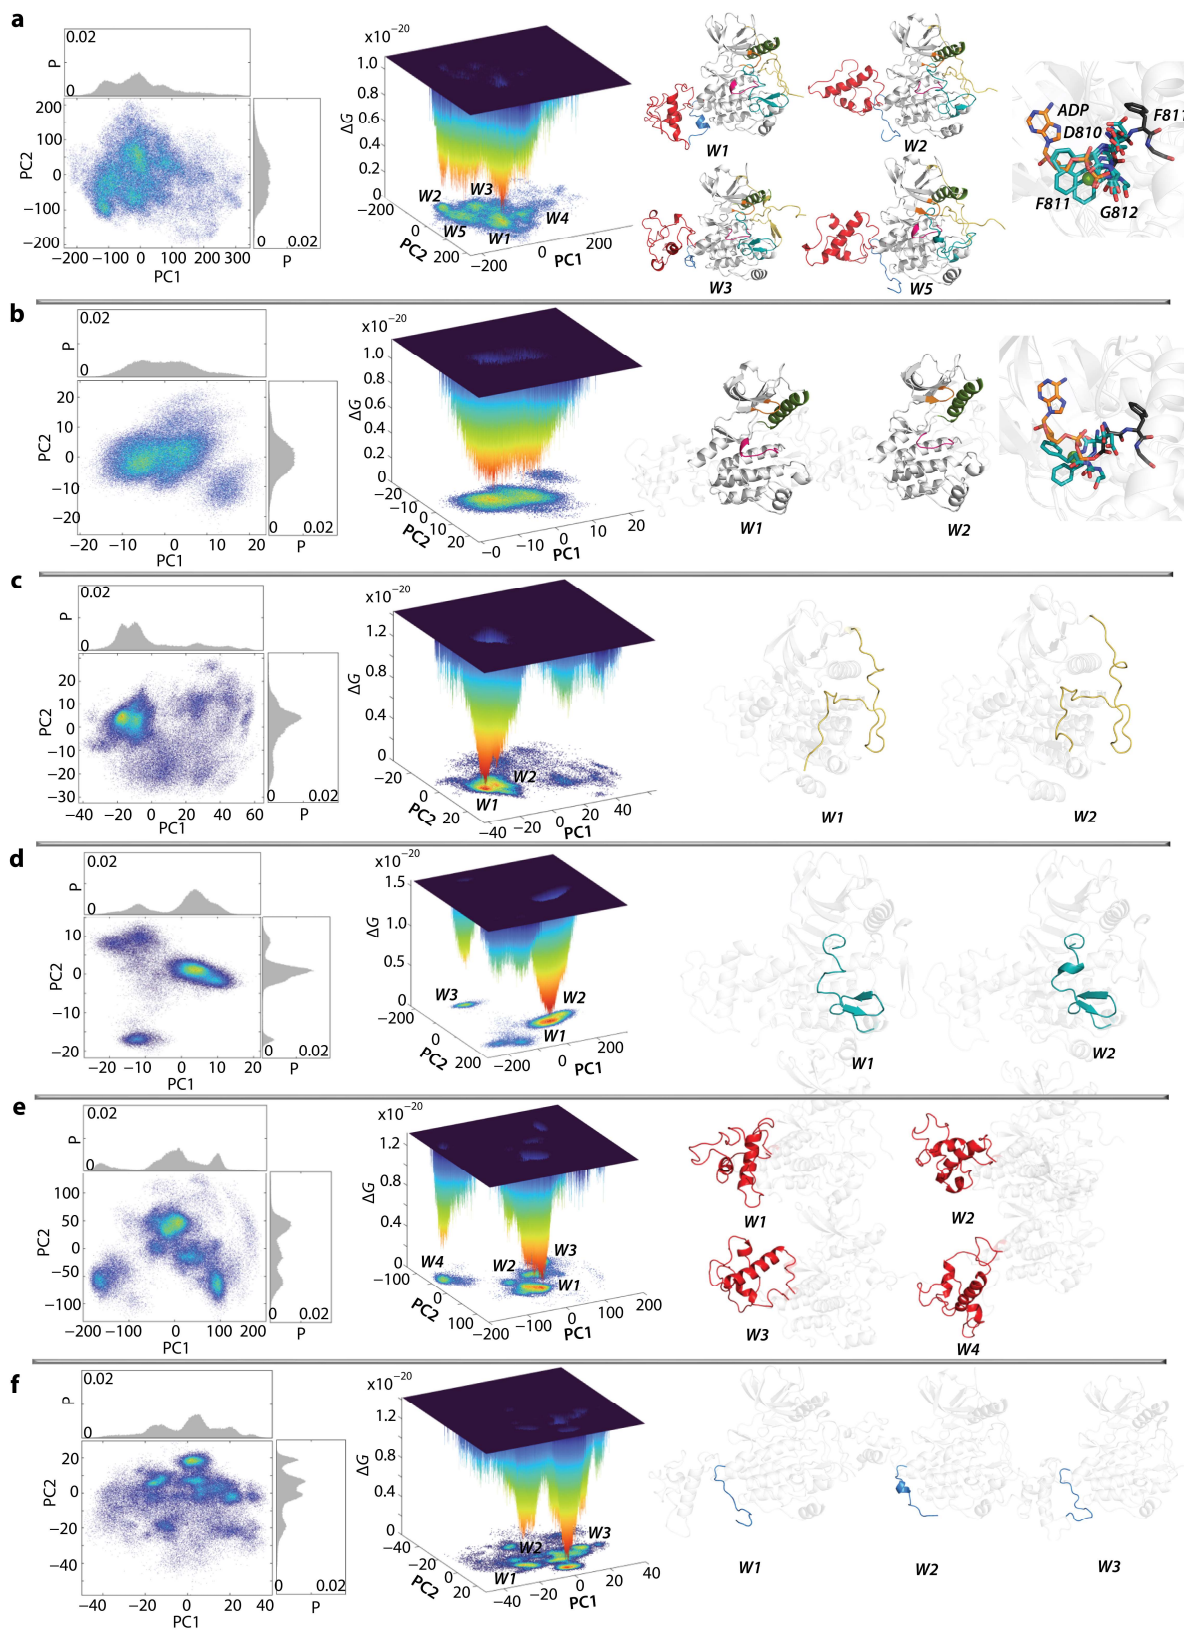 a
0.02
P
0
200
100
0
−100
−200
PC2
−200 −100 0 100 200 300
PC1
0 0.02
P
x10−20
1.0
0.8
0.6
0.4
0.2
0
ΔG
−200
0
200
PC2
−200
0
200
PC1
W2
W3
W4
W5
W1
W1
W2
W3
W5
ADP
D810
F811
F811
G812
b
0.02
P
0
20
10
0
−10
−20
PC2
−20 −10 0 10 20
PC1
0 0.02
P
x10−20
1.0
0.8
0.6
0.4
0.2
0
ΔG
−20
−10
0
10
20
PC2
−0 −10 0 10 20
PC1
W1
W2
c
0.02
P
0
20
10
0
−10
−20
−30
PC2
−40 −20 0 20 40 60
PC1
0 0.02
P
x10−20
1.2
0.8
0.4
0
ΔG
−20
0
20
PC2
−40 −20 0 20 40
PC1
W2
W1
W1
W2
d
0.02
P
0
10
0
−10
−20
PC2
−20 −10 0 10 20
PC1
0 0.02
P
x10−20
1.5
1.0
0.5
0
ΔG
−200
0
200
PC2
−200 0 200
PC1
W3
W2
W1
W1
W2
e
0.02
P
0
100
50
0
−50
−100
PC2
−200 −100 0 100 200
PC1
0 0.02
P
x10−20
1.2
0.8
0.4
0
ΔG
−100
0
100
PC2
−200 −100 0 100 200
PC1
W4
W2
W3
W1
W1
W2
W3
W4
f
0.02
P
0
20
0
−20
−40
PC2
−40 −20 0 20 40
PC1
0 0.02
P
x10−20
1.2
0.8
0.4
0
ΔG
−40
−20
0
20
PC2
−40 −20 0 20 40
PC1
W3
W2
W1
W1
W2
W3